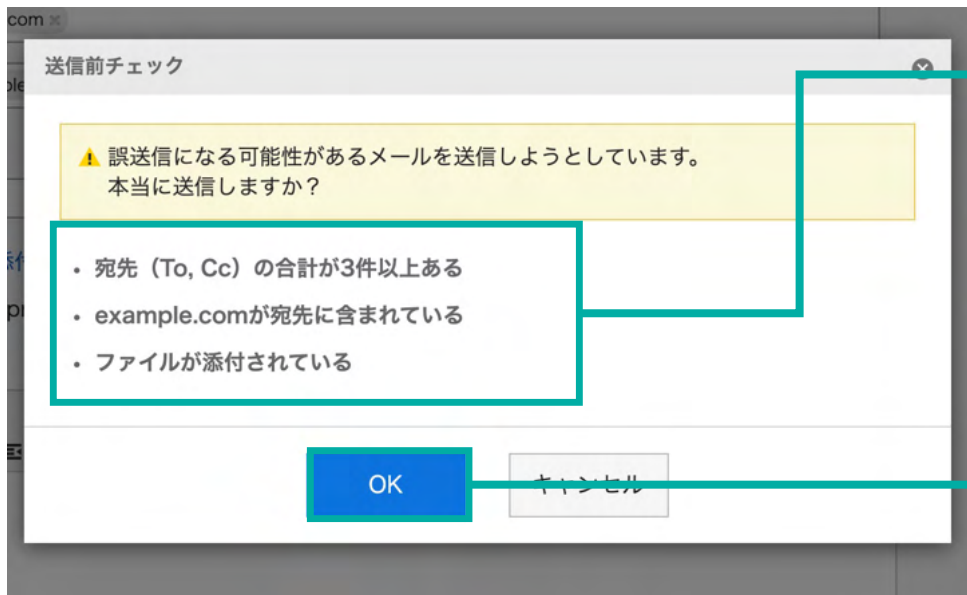 com
送信前チェック
誤送信になる可能性があるメールを送信しようとしています。
本当に送信しますか？
・宛先（To, Cc）の合計が3件以上ある
・example.comが宛先に含まれている
・ファイルが添付されている
OK
キャンセル